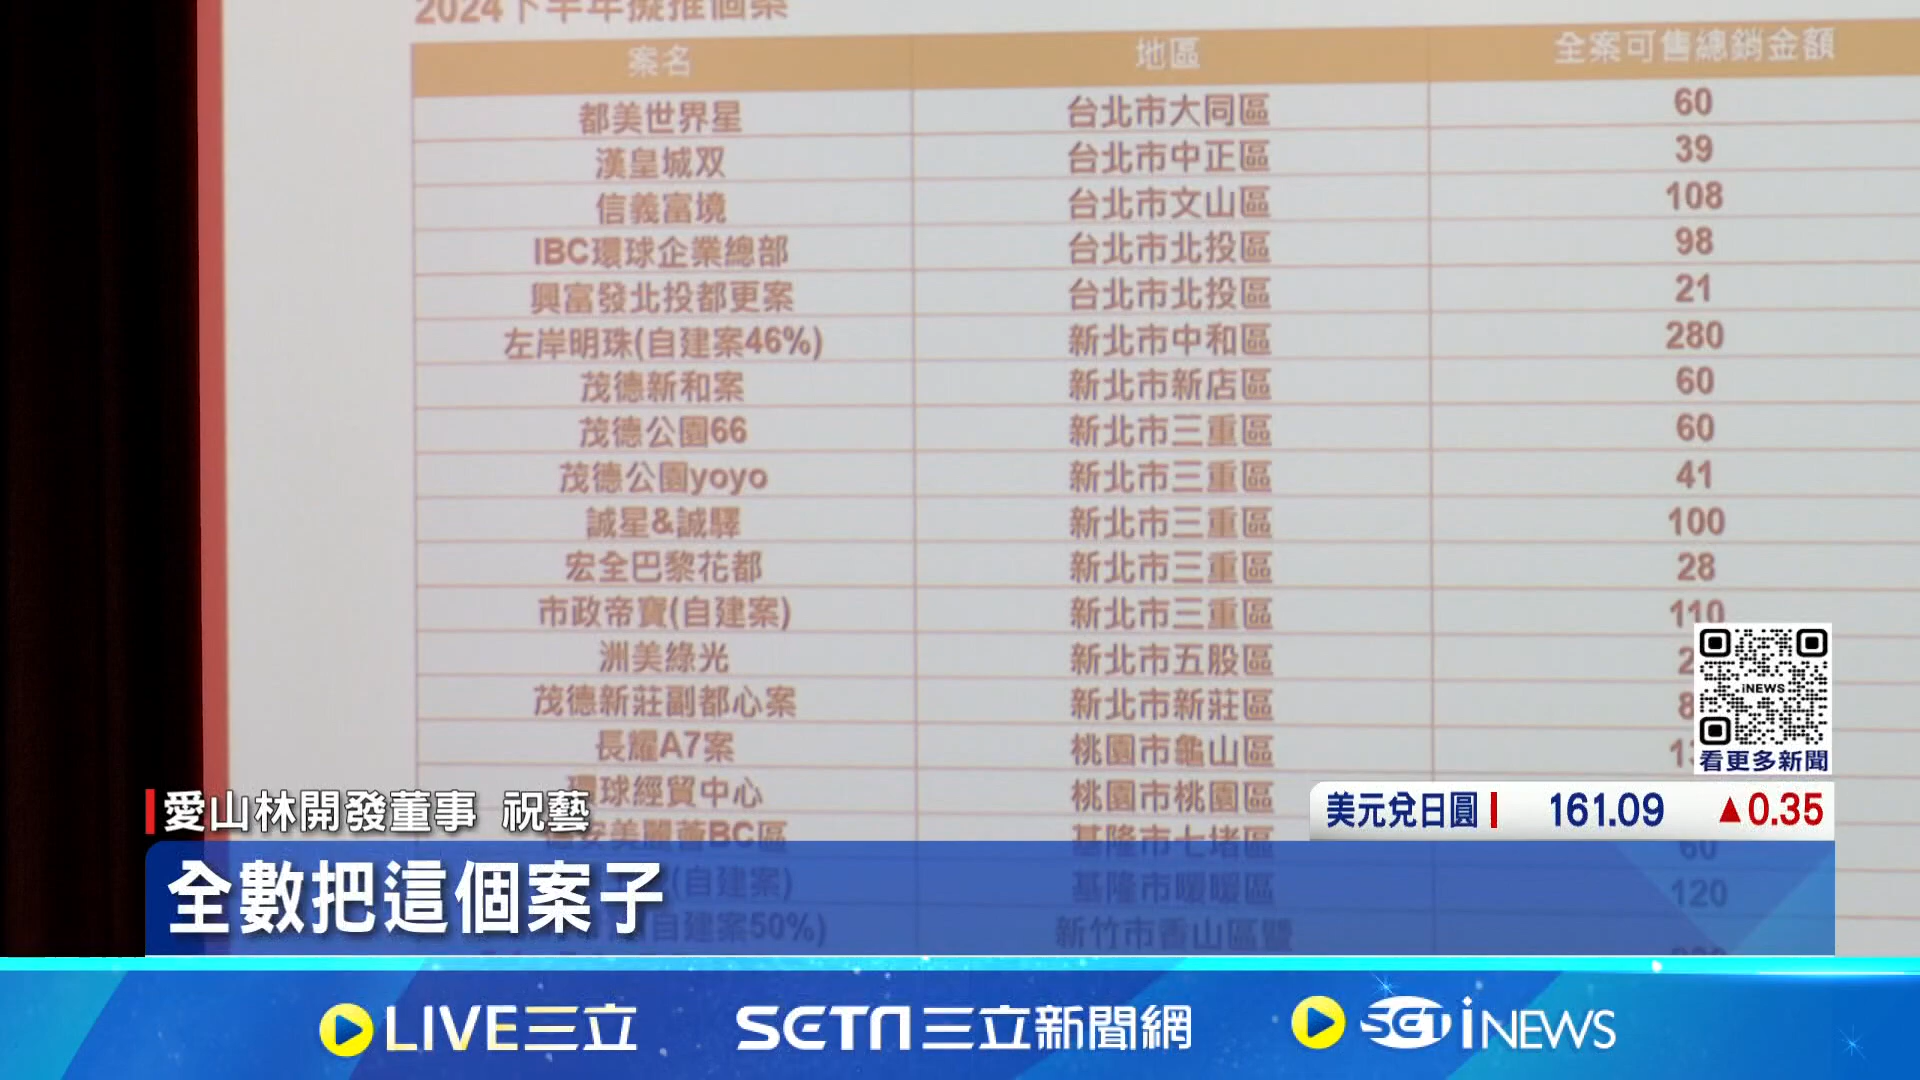 2024下半年擬推個案
案名 地區 全案可售總銷金額
都美世界星 台北市大同區 60
漢皇城双 台北市中正區 39
信義富境 台北市文山區 108
IBC環球企業總部 台北市北投區 98
興富發北投都更案 台北市北投區 21
左岸明珠(自建案46%) 新北市中和區 280
茂德新和案 新北市新店區 60
茂德公園66 新北市三重區 60
茂德公園yoyo 新北市三重區 41
誠星&誠驛 新北市三重區 100
宏全巴黎花都 新北市三重區 28
市政帝寶(自建案) 新北市三重區 110
洲美綠光 新北市五股區
茂德新莊副都心案 新北市新莊區
長耀A7案 桃園市龜山區
環球經貿中心 桃園市桃園區
德安美麗薈BC區 基隆市七堵區 60
(自建案) 基隆市暖暖區 120
(自建案50%) 新竹市香山區
iNEWS
看更多新聞
愛山林開發董事 祝藝
美元兌日圓 161.09 ▲0.35
全數把這個案子
LIVE三立 SETN三立新聞網 SET iNEWS